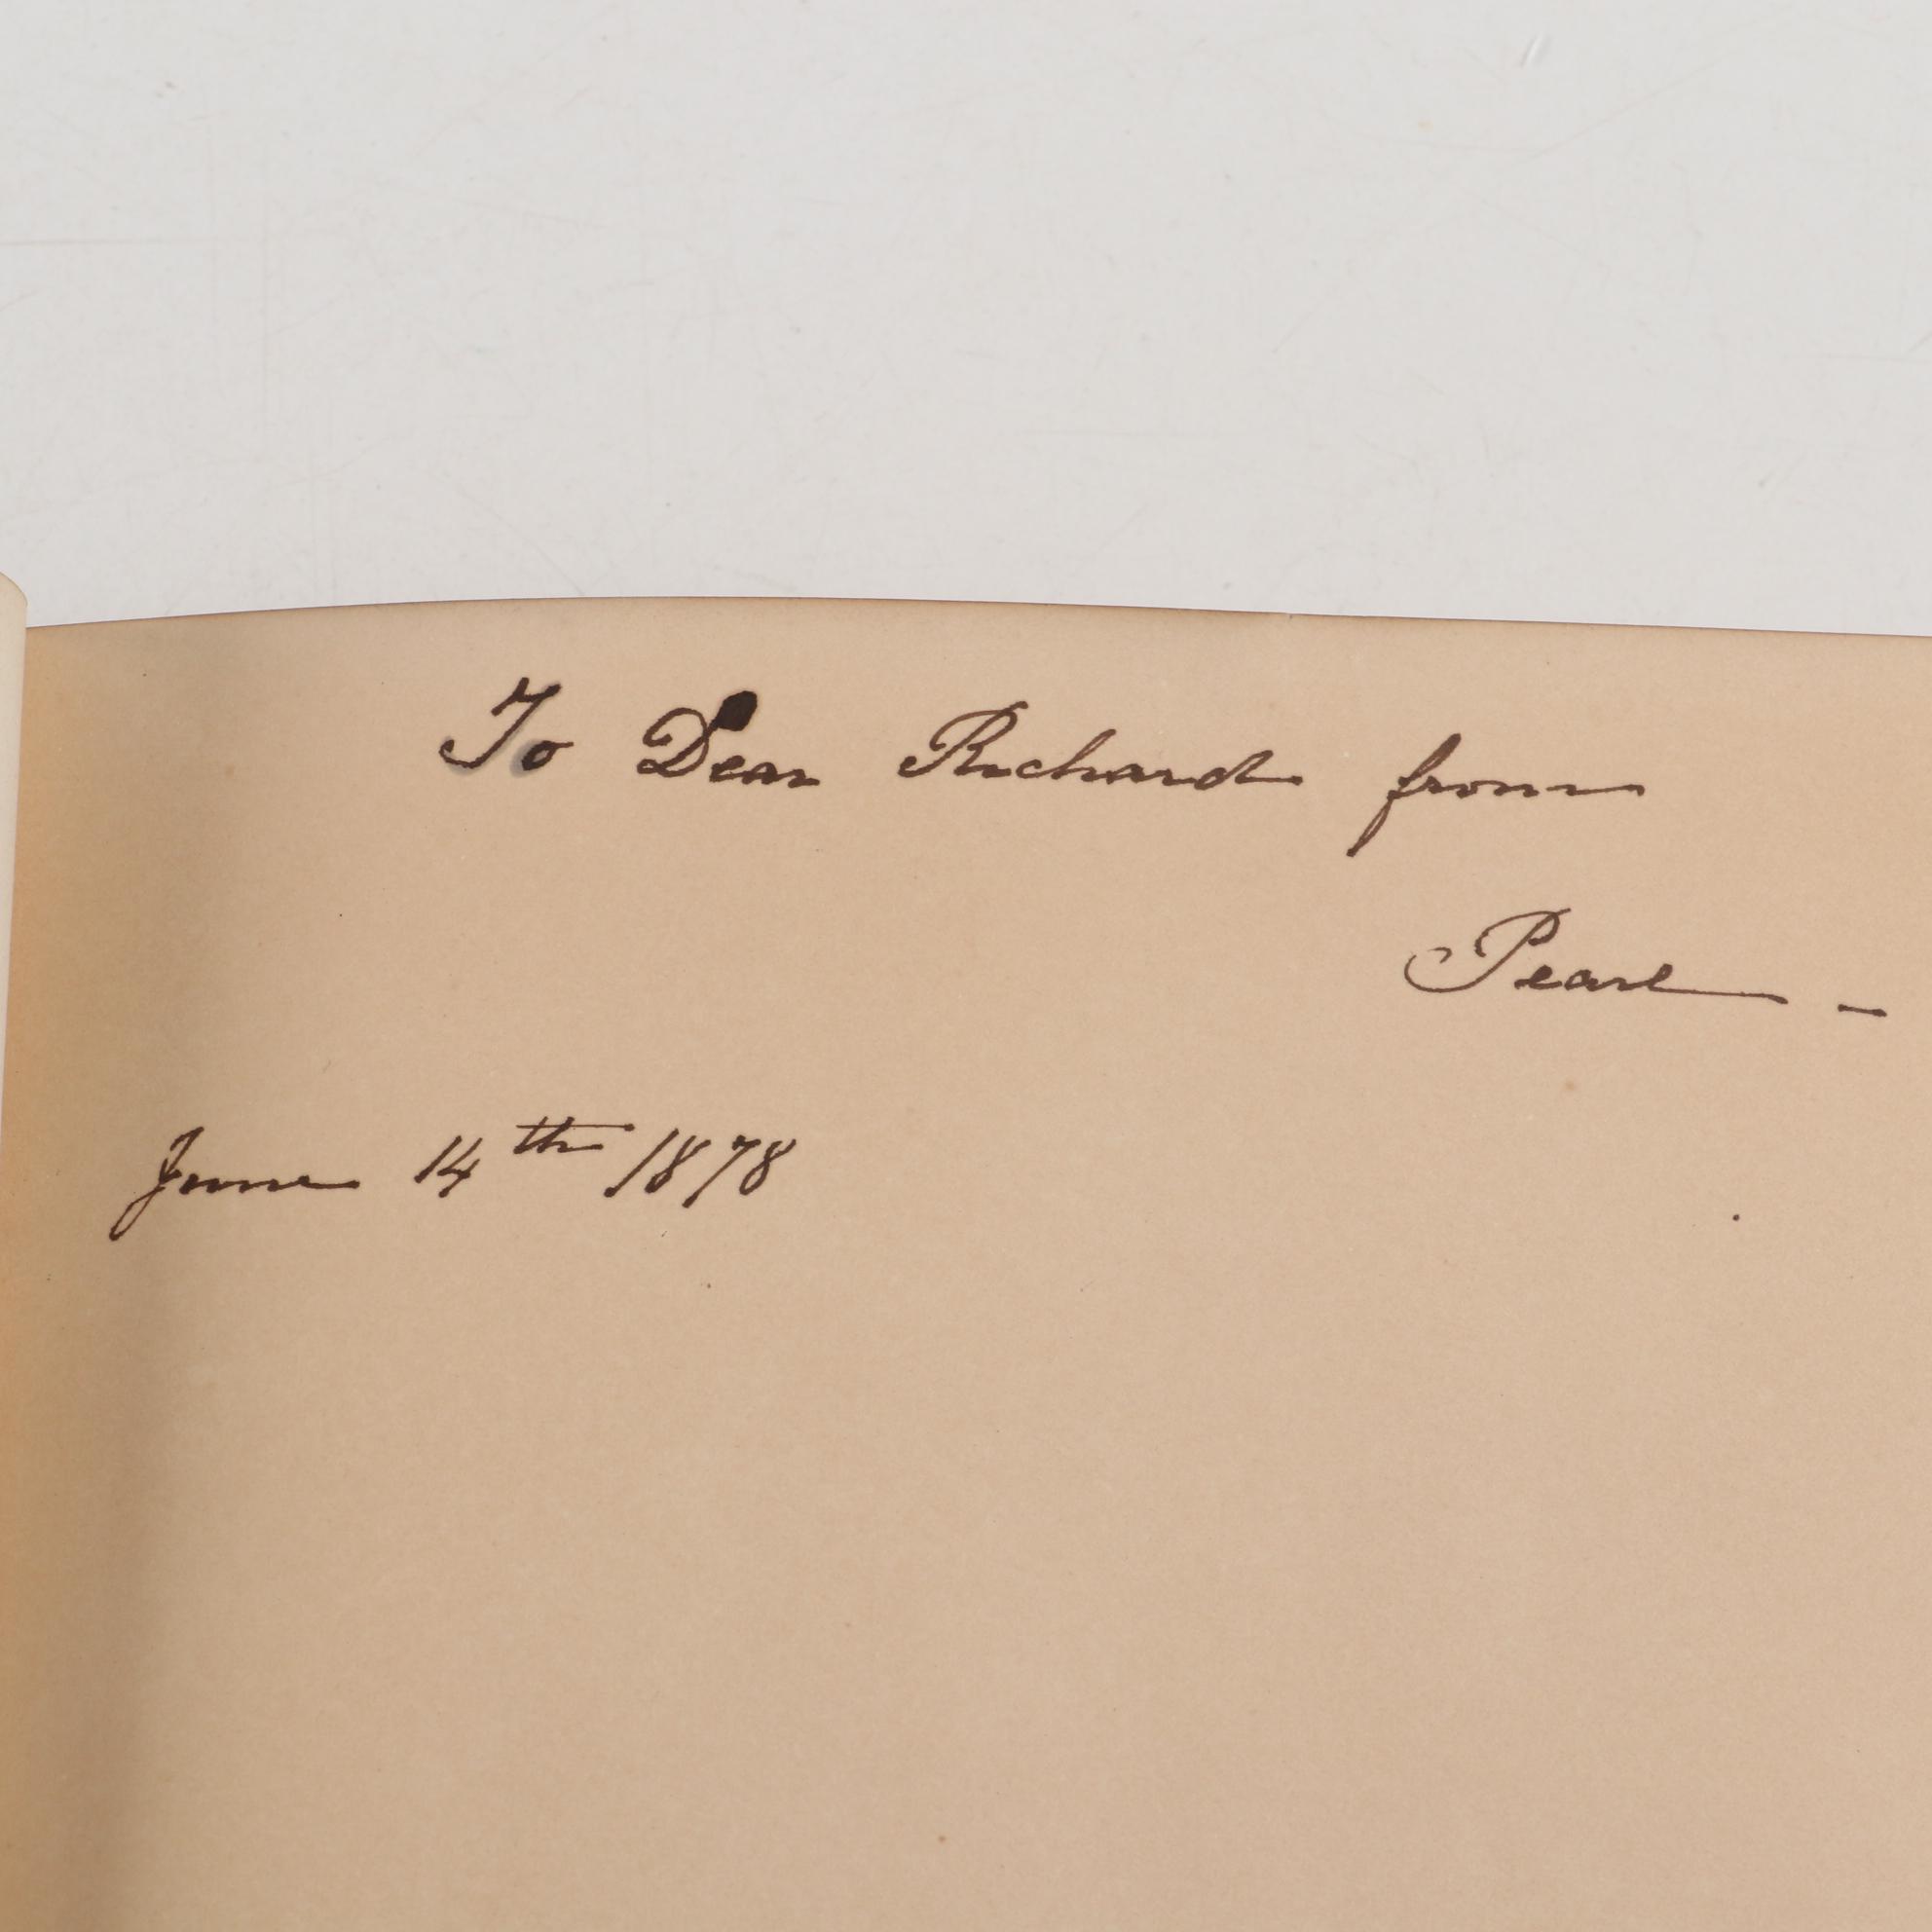 To Dear Richard from
Pearl -
June 14th 1878